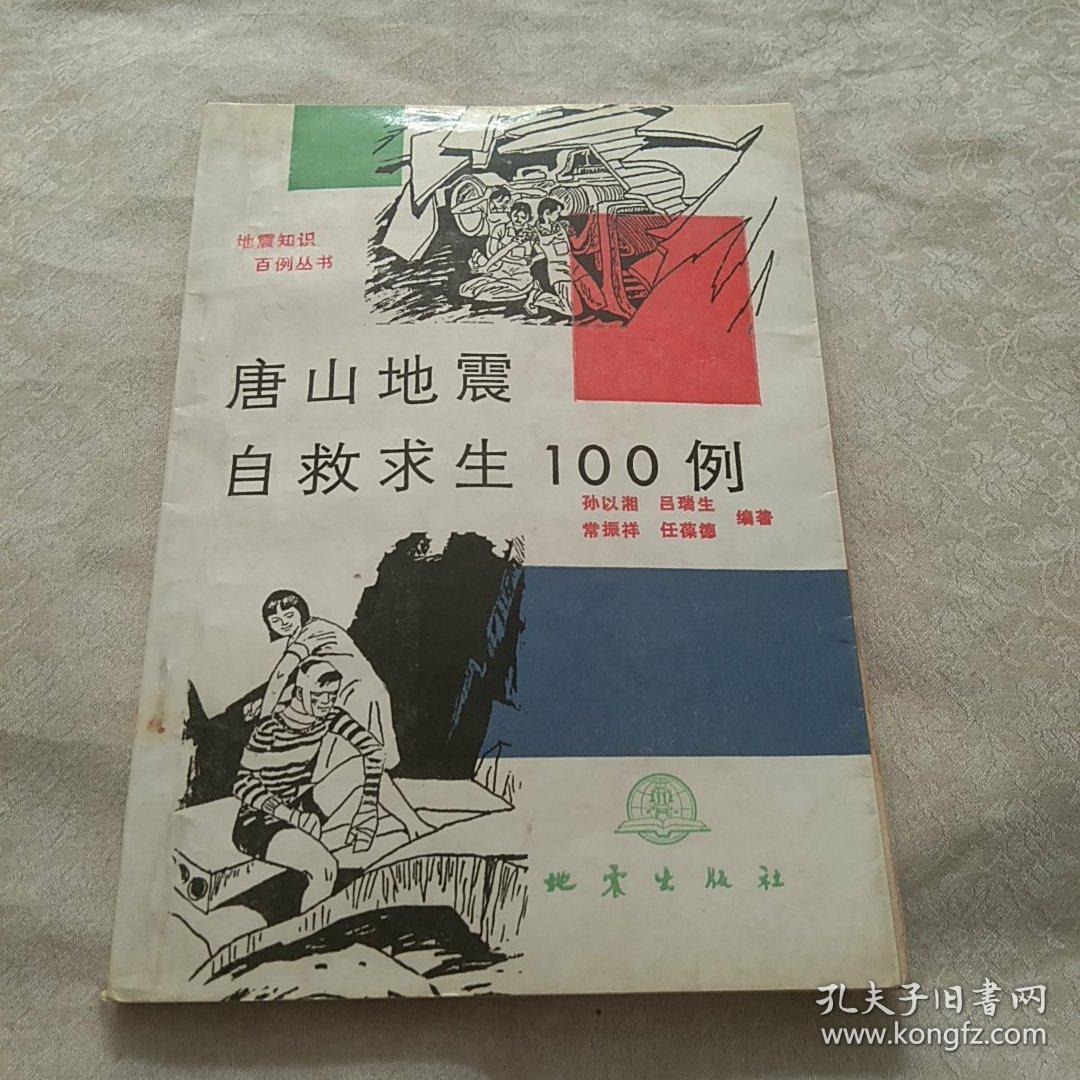 地震知识
百例丛书
唐山地震
自救求生100例
孙以湘 吕瑞生
常振祥 任葆德
编著
地震出版社
孔夫子旧書网
www.kongfz.com